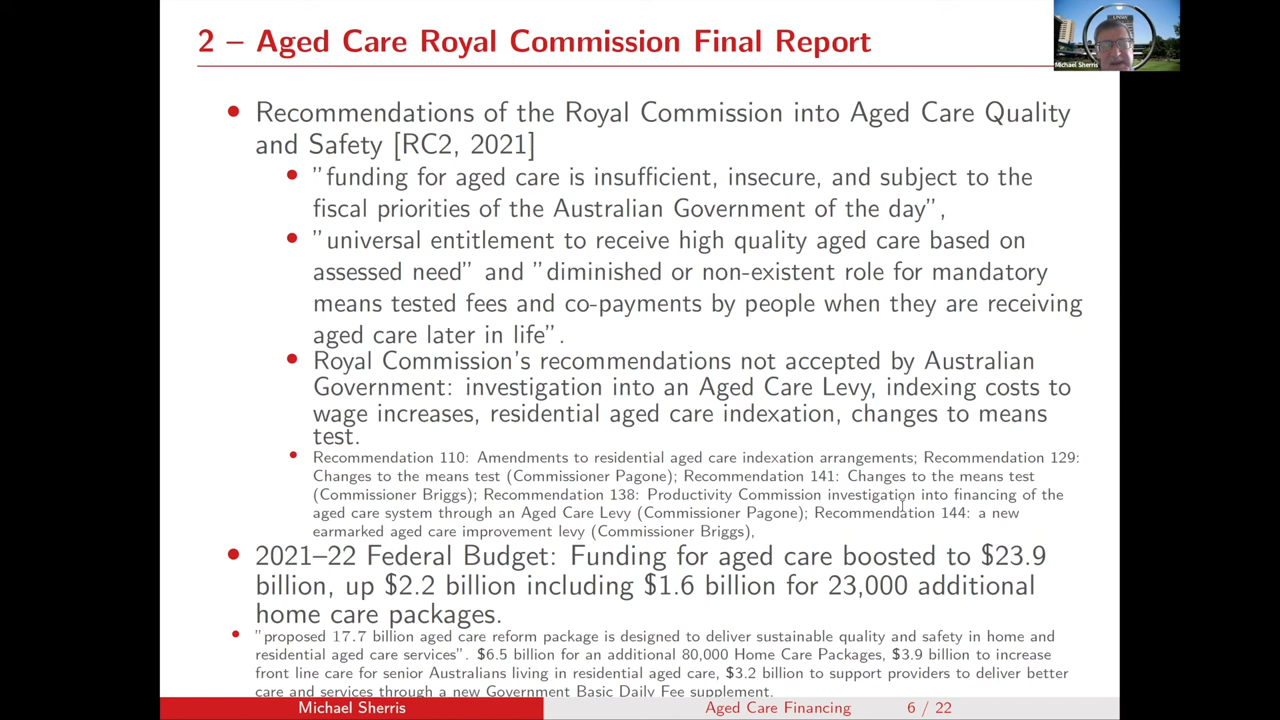 2 – Aged Care Royal Commission Final Report
UNSW
Michael Sherris
• Recommendations of the Royal Commission into Aged Care Quality
and Safety [RC2, 2021]
• ”funding for aged care is insufficient, insecure, and subject to the
fiscal priorities of the Australian Government of the day”,
• ”universal entitlement to receive high quality aged care based on
assessed need” and ”diminished or non-existent role for mandatory
means tested fees and co-payments by people when they are receiving
aged care later in life”.
• Royal Commission’s recommendations not accepted by Australian
Government: investigation into an Aged Care Levy, indexing costs to
wage increases, residential aged care indexation, changes to means
test.
• Recommendation 110: Amendments to residential aged care indexation arrangements; Recommendation 129:
Changes to the means test (Commissioner Pagone); Recommendation 141: Changes to the means test
(Commissioner Briggs); Recommendation 138: Productivity Commission investigation into financing of the
aged care system through an Aged Care Levy (Commissioner Pagone); Recommendation 144: a new
earmarked aged care improvement levy (Commissioner Briggs),
• 2021–22 Federal Budget: Funding for aged care boosted to $23.9
billion, up $2.2 billion including $1.6 billion for 23,000 additional
home care packages.
• ”proposed 17.7 billion aged care reform package is designed to deliver sustainable quality and safety in home and
residential aged care services”. $6.5 billion for an additional 80,000 Home Care Packages, $3.9 billion to increase
front line care for senior Australians living in residential aged care, $3.2 billion to support providers to deliver better
care and services through a new Government Basic Daily Fee supplement.
Michael Sherris
Aged Care Financing
6 / 22